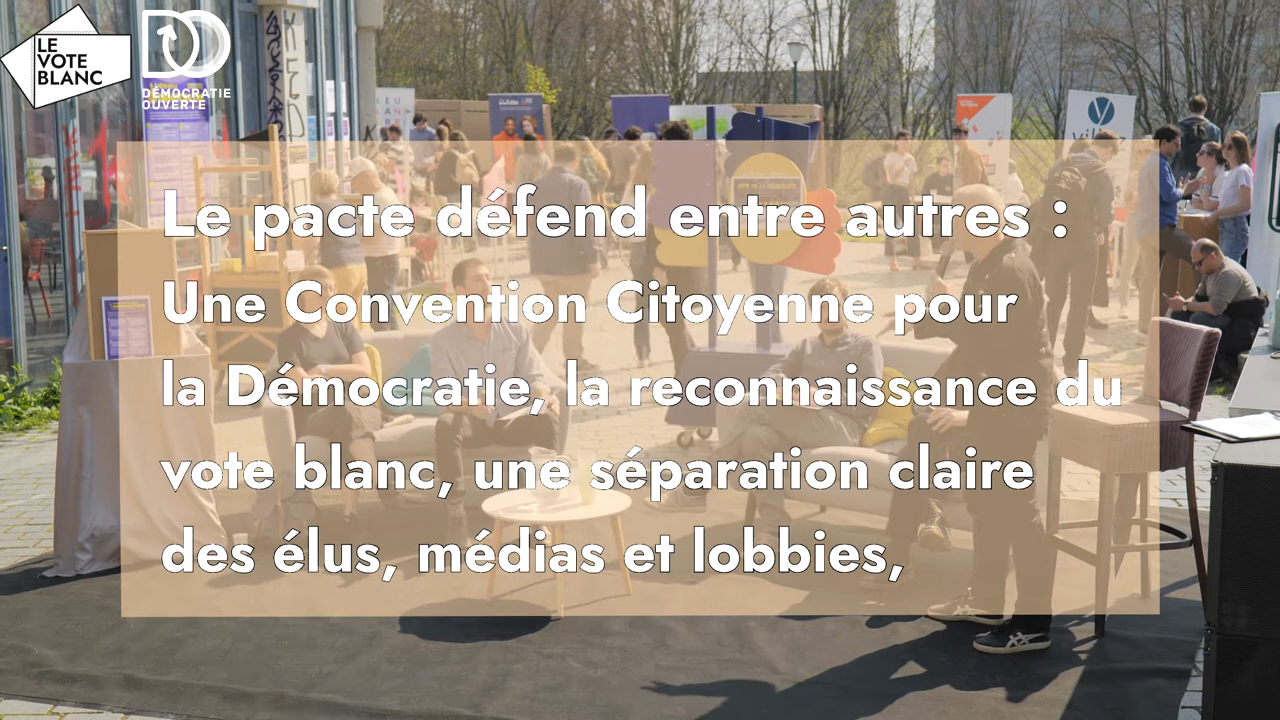 LE
VOTE
BLANC
DÉMOCRATIE
OUVERTE
Le pacte défend entre autres :
Une Convention Citoyenne pour
la Démocratie, la reconnaissance du
vote blanc, une séparation claire
des élus, médias et lobbies,